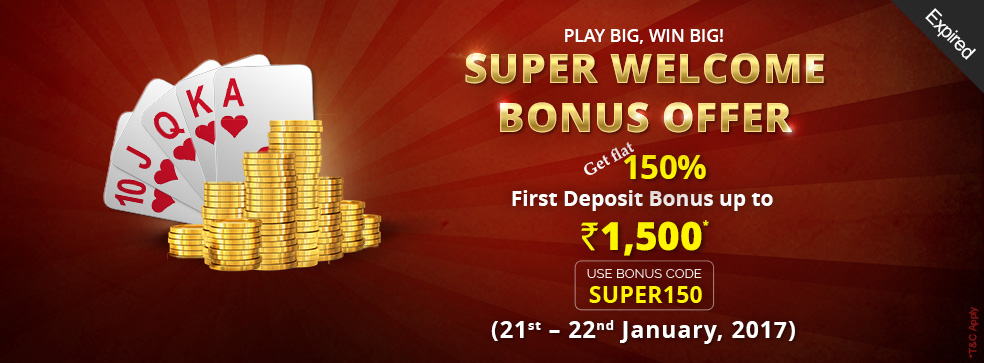 Expired
PLAY BIG, WIN BIG!
SUPER WELCOME
BONUS OFFER
Get flat 150%
First Deposit Bonus up to
₹1,500*
USE BONUS CODE
SUPER150
(21st – 22nd January, 2017)
*T&C Apply
A
K
Q
J
10